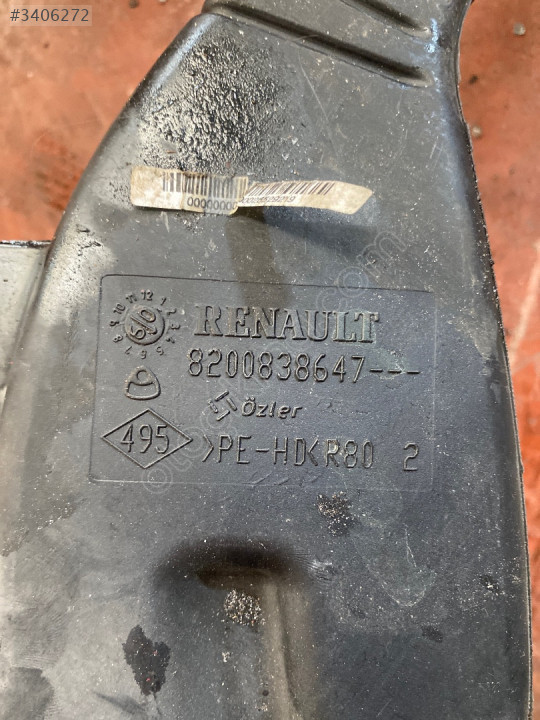 #3406272
RENAULT
8200838647---
Özler
495
>PE-HD<R80 2